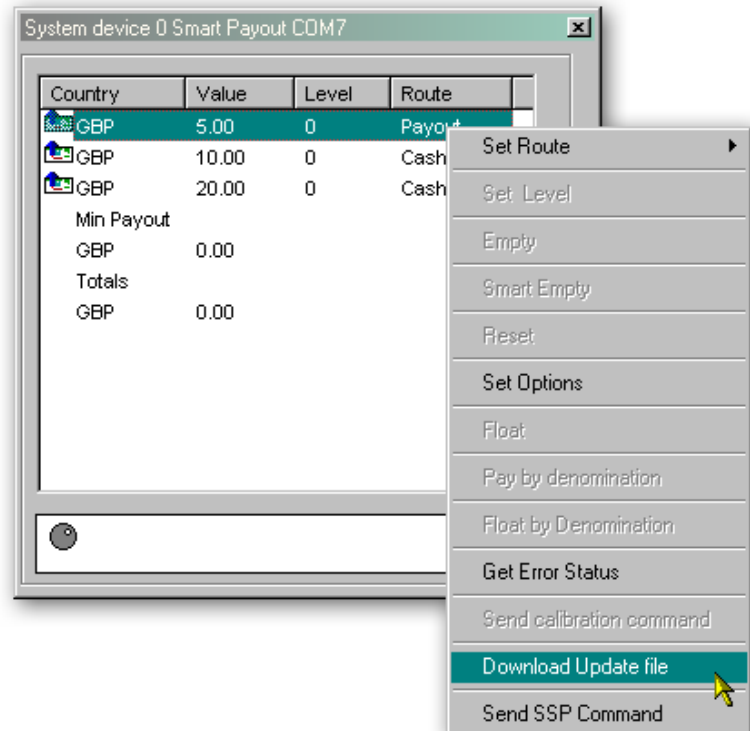 System device 0 Smart Payout COM7
Country Value Level Route
GBP 5.00 0 Payout
GBP 10.00 0 Cash
GBP 20.00 0 Cash
Min Payout
GBP 0.00
Totals
GBP 0.00
Set Route
Set Level
Empty
Smart Empty
Reset
Set Options
Float
Pay by denomination
Float by Denomination
Get Error Status
Send calibration command
Download Update file
Send SSP Command